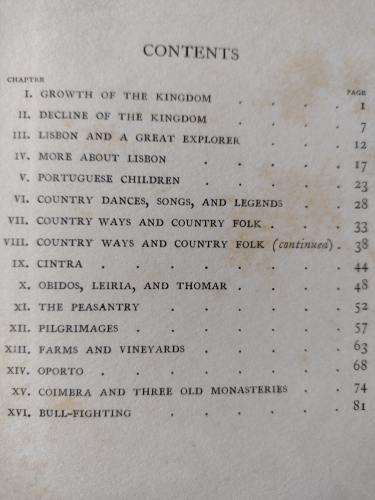 CONTENTS
CHAPTER PAGE
I. GROWTH OF THE KINGDOM . . . . 1
II. DECLINE OF THE KINGDOM . . . . 7
III. LISBON AND A GREAT EXPLORER . . . 12
IV. MORE ABOUT LISBON . . . . . 17
V. PORTUGUESE CHILDREN . . . . . 23
VI. COUNTRY DANCES, SONGS, AND LEGENDS . . 28
VII. COUNTRY WAYS AND COUNTRY FOLK . . . 33
VIII. COUNTRY WAYS AND COUNTRY FOLK (continued) . 38
IX. CINTRA . . . . . . . 44
X. OBIDOS, LEIRIA, AND THOMAR . . . . 48
XI. THE PEASANTRY . . . . . . 52
XII. PILGRIMAGES . . . . . . 57
XIII. FARMS AND VINEYARDS . . . . . 63
XIV. OPORTO . . . . . . . 68
XV. COIMBRA AND THREE OLD MONASTERIES . . 74
XVI. BULL-FIGHTING . . . . . . 81